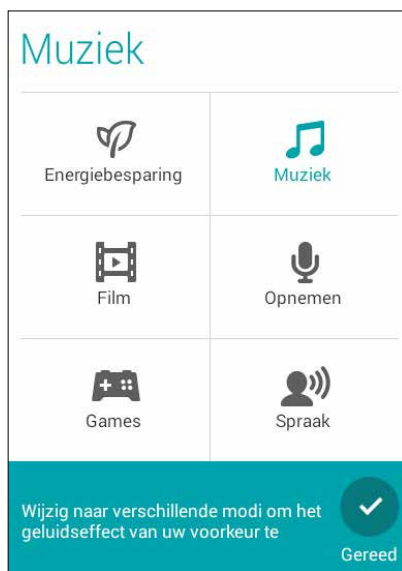 Muziek
Energiebesparing
Muziek
Film
Opnemen
Games
Spraak
Wijzig naar verschillende modi om het
geluidseffect van uw voorkeur te
Gereed